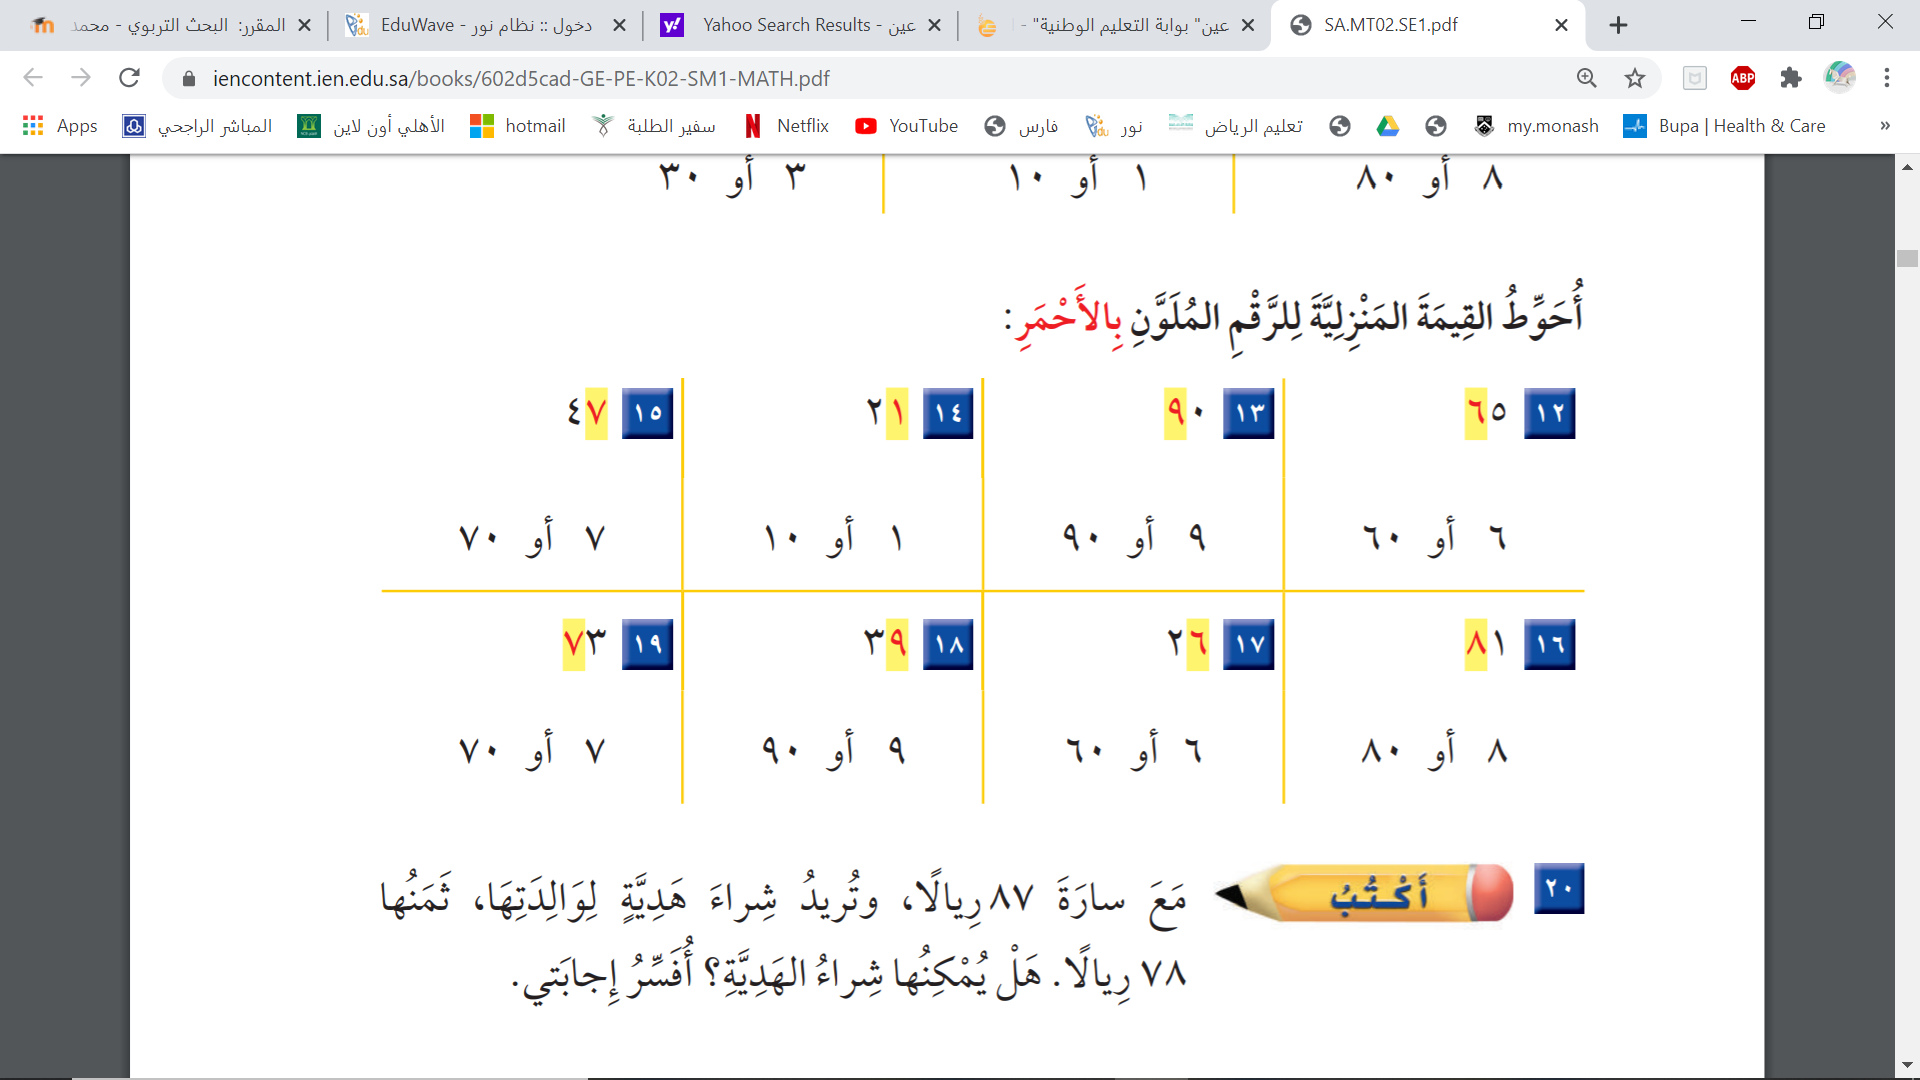 المقرر: البحث التربوي - محمد
دخول :: نظام نور - EduWave
عين - Yahoo Search Results
عين" بوابة التعليم الوطنية" -
SA.MT02.SE1.pdf
iencontent.ien.edu.sa/books/602d5cad-GE-PE-K02-SM1-MATH.pdf
ABP
Apps المباشر الراجحي الأهلي أون لاين hotmail سفير الطلبة Netflix YouTube فارس نور تعليم الرياض my.monash Bupa | Health & Care »
٨ أو ٨٠ ١ أو ١٠ ٣ أو ٣٠
أُحَوِّطُ القِيمَةَ المَنْزِلِيَّةَ لِلرَّقْمِ المُلَوَّنِ بِالأَحْمَرِ:
١٢ ٦٥ ١٣ ٩٠ ١٤ ٢١ ١٥ ٤٧
٦ أو ٦٠ ٩ أو ٩٠ ١ أو ١٠ ٧ أو ٧٠
١٦ ٨١ ١٧ ٢٦ ١٨ ٣٩ ١٩ ٧٣
٨ أو ٨٠ ٦ أو ٦٠ ٩ أو ٩٠ ٧ أو ٧٠
٢٠ أَكْتُبُ مَعَ سارَةَ ٨٧ رِيالًا، وتُريدُ شِراءَ هَدِيَّةٍ لِوَالِدَتِهَا، ثَمَنُها
٧٨ رِيالًا. هَلْ يُمْكِنُها شِراءُ الهَدِيَّةِ؟ أُفَسِّرُ إِجابَتي.